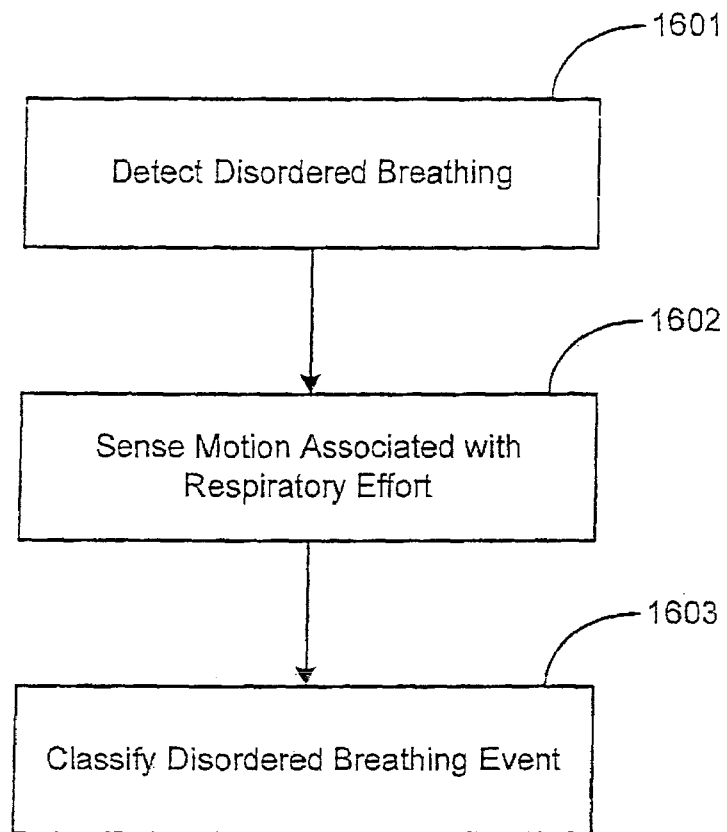 1601
Detect Disordered Breathing
1602
Sense Motion Associated with
Respiratory Effort
1603
Classify Disordered Breathing Event